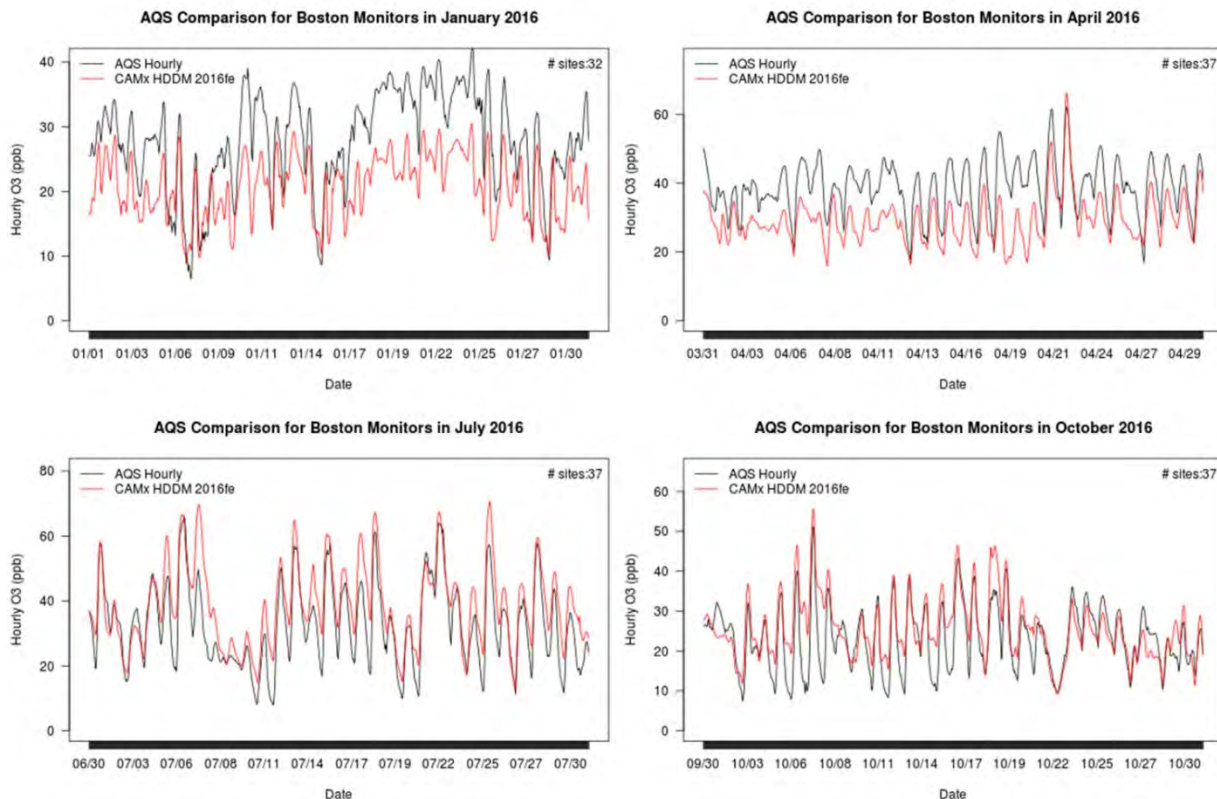 AQS Comparison for Boston Monitors in January 2016
AQS Hourly
CAMx HDDM 2016fe
# sites:32
Hourly O3 (ppb)
40
30
20
10
0
01/01 01/03 01/06 01/09 01/11 01/14 01/17 01/19 01/22 01/25 01/27 01/30
Date
AQS Comparison for Boston Monitors in April 2016
AQS Hourly
CAMx HDDM 2016fe
# sites:37
Hourly O3 (ppb)
60
40
20
0
03/31 04/03 04/06 04/08 04/11 04/13 04/16 04/19 04/21 04/24 04/27 04/29
Date
AQS Comparison for Boston Monitors in July 2016
AQS Hourly
CAMx HDDM 2016fe
# sites:37
Hourly O3 (ppb)
80
60
40
20
0
06/30 07/03 07/05 07/08 07/11 07/14 07/17 07/19 07/22 07/25 07/27 07/30
Date
AQS Comparison for Boston Monitors in October 2016
AQS Hourly
CAMx HDDM 2016fe
# sites:37
Hourly O3 (ppb)
60
50
40
30
20
10
0
09/30 10/03 10/06 10/09 10/12 10/14 10/17 10/19 10/22 10/25 10/27 10/30
Date